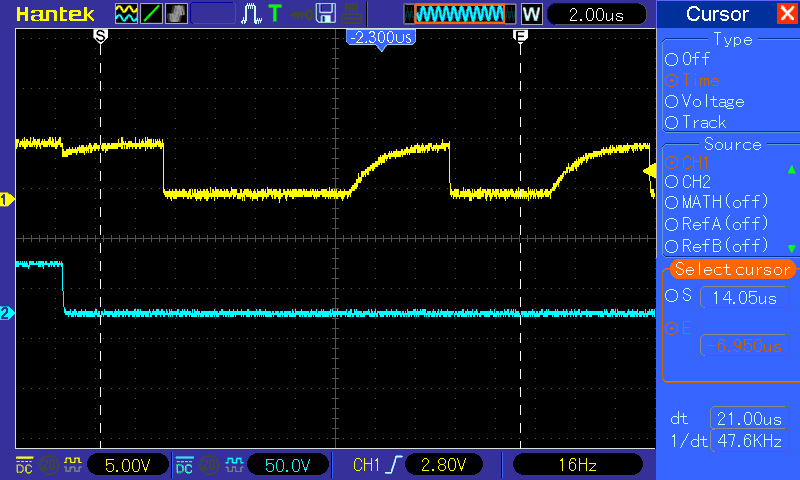 Hantek T W 2.00us Cursor
S -2.300us E
Type
Off
Time
Voltage
Track
Source
CH1
CH2
MATH(off)
RefA(off)
RefB(off)
Select cursor
S 14.05us
E
-6.950us
dt 21.00us
1/dt 47.6KHz
1
2
DC 5.00V DC 50.0V CH1 2.80V 16Hz